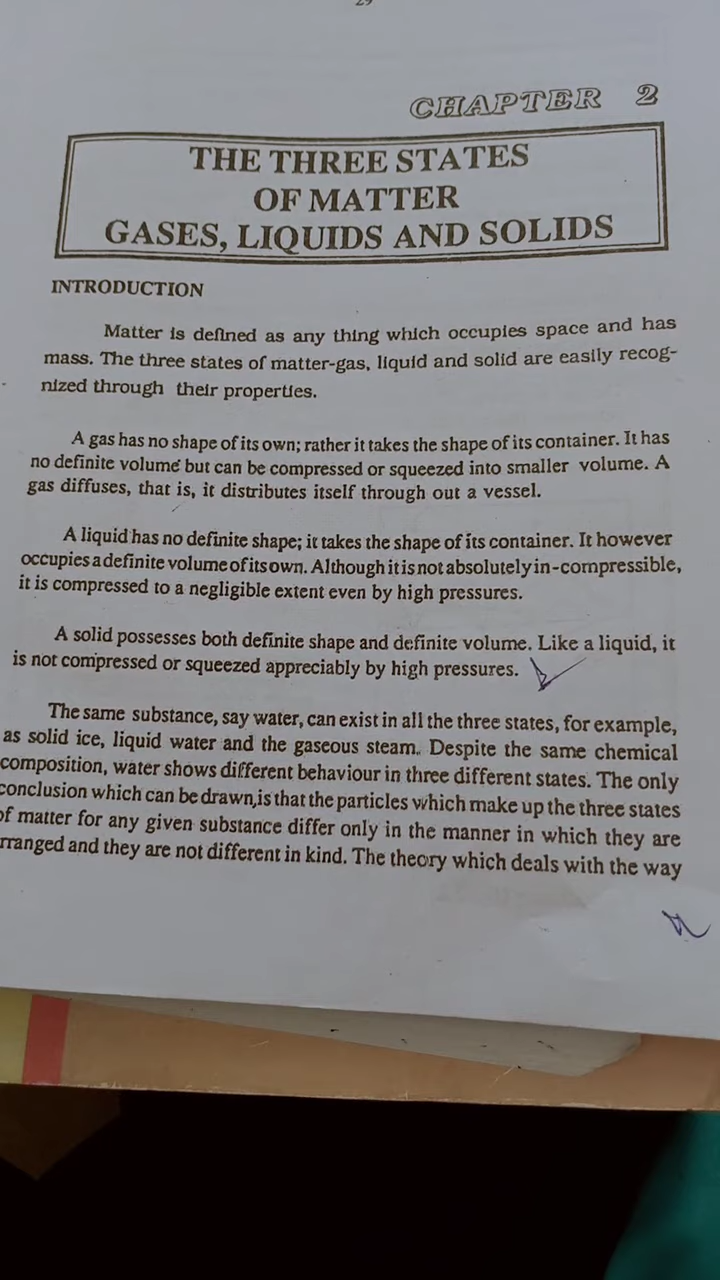 CHAPTER 2
THE THREE STATES
OF MATTER
GASES, LIQUIDS AND SOLIDS
INTRODUCTION
Matter is defined as any thing which occupies space and has
mass. The three states of matter-gas, liquid and solid are easily recog-
nized through their properties.
A gas has no shape of its own; rather it takes the shape of its container. It has
no definite volume but can be compressed or squeezed into smaller volume. A
gas diffuses, that is, it distributes itself through out a vessel.
A liquid has no definite shape; it takes the shape of its container. It however
occupies a definite volume of its own. Although it is not absolutely in-compressible,
it is compressed to a negligible extent even by high pressures.
A solid possesses both definite shape and definite volume. Like a liquid, it
is not compressed or squeezed appreciably by high pressures.
The same substance, say water, can exist in all the three states, for example,
as solid ice, liquid water and the gaseous steam. Despite the same chemical
composition, water shows different behaviour in three different states. The only
conclusion which can be drawn,is that the particles which make up the three states
of matter for any given substance differ only in the manner in which they are
rranged and they are not different in kind. The theory which deals with the way